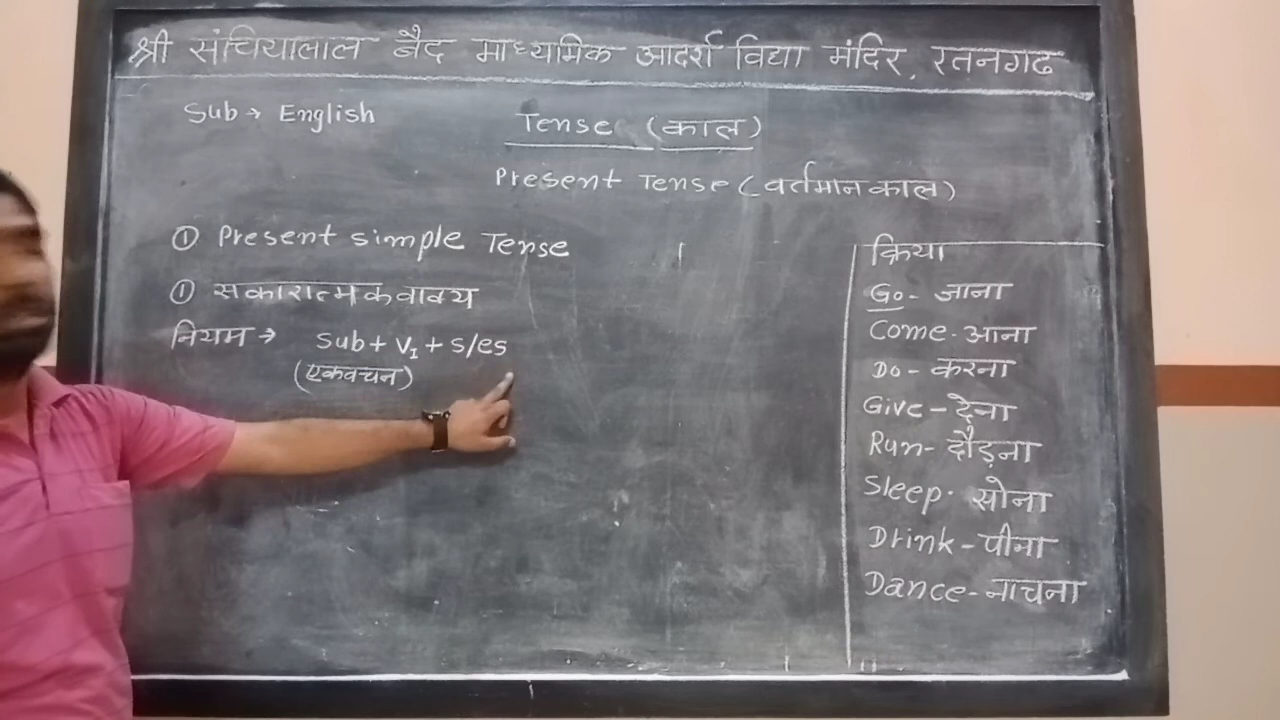 श्री संचियालाल बैद माध्यमिक आदर्श विद्या मंदिर, रतनगढ
Sub → English
Tense (काल)
Present Tense (वर्तमान काल)
① Present simple Tense
① सकारात्मक वाक्य
नियम → Sub + V₁ + s/es
(एकवचन)
क्रिया
Go - जाना
Come - आना
Do - करना
Give - देना
Run - दौड़ना
Sleep - सोना
Drink - पीना
Dance - नाचना